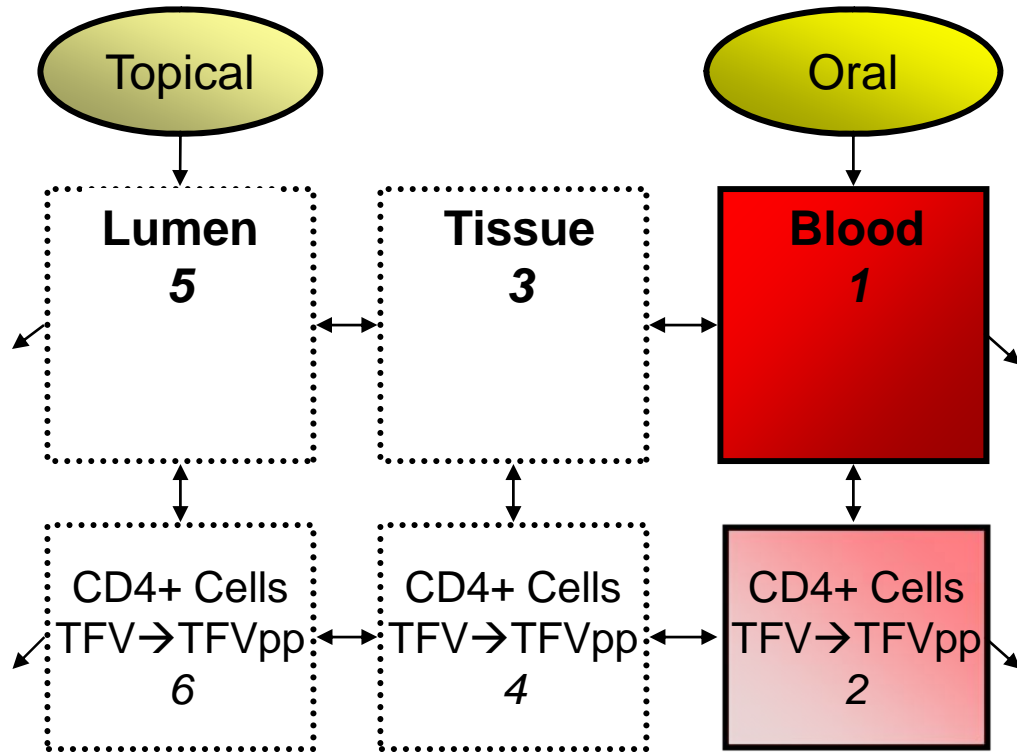 Topical
Oral
Lumen
5
Tissue
3
Blood
1
CD4+ Cells
TFV→TFVpp
6
CD4+ Cells
TFV→TFVpp
4
CD4+ Cells
TFV→TFVpp
2